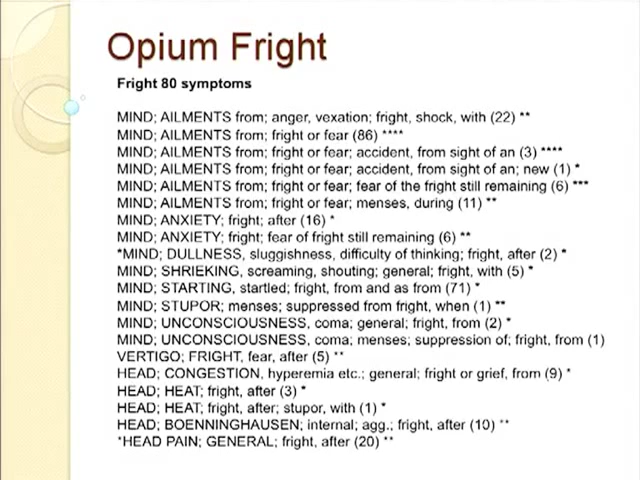 Opium Fright
Fright 80 symptoms
MIND; AILMENTS from; anger, vexation; fright, shock, with (22) **
MIND; AILMENTS from; fright or fear (86) ****
MIND; AILMENTS from; fright or fear; accident, from sight of an (3) ****
MIND; AILMENTS from; fright or fear; accident, from sight of an; new (1) *
MIND; AILMENTS from; fright or fear; fear of the fright still remaining (6) ***
MIND; AILMENTS from; fright or fear; menses, during (11) **
MIND; ANXIETY; fright; after (16) *
MIND; ANXIETY; fright; fear of fright still remaining (6) **
*MIND; DULLNESS, sluggishness, difficulty of thinking; fright, after (2) *
MIND; SHRIEKING, screaming, shouting; general; fright, with (5) *
MIND; STARTING, startled; fright, from and as from (71) *
MIND; STUPOR; menses; suppressed from fright, when (1) **
MIND; UNCONSCIOUSNESS, coma; general; fright, from (2) *
MIND; UNCONSCIOUSNESS, coma; menses; suppression of; fright, from (1)
VERTIGO; FRIGHT, fear, after (5) **
HEAD; CONGESTION, hyperemia etc.; general; fright or grief, from (9) *
HEAD; HEAT; fright, after (3) *
HEAD; HEAT; fright, after; stupor, with (1) *
HEAD; BOENNINGHAUSEN; internal; agg.; fright, after (10) **
*HEAD PAIN; GENERAL; fright, after (20) **